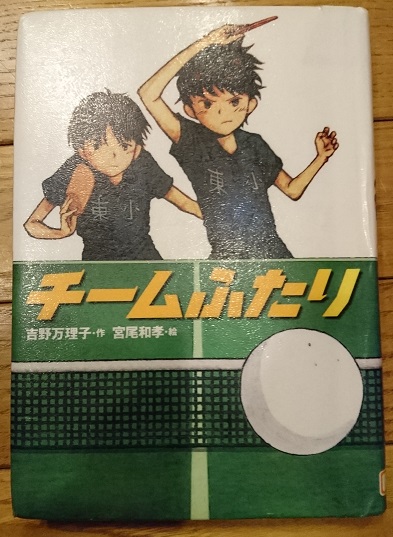 東小
東小
チームふたり
吉野万理子・作 宮尾和孝・絵